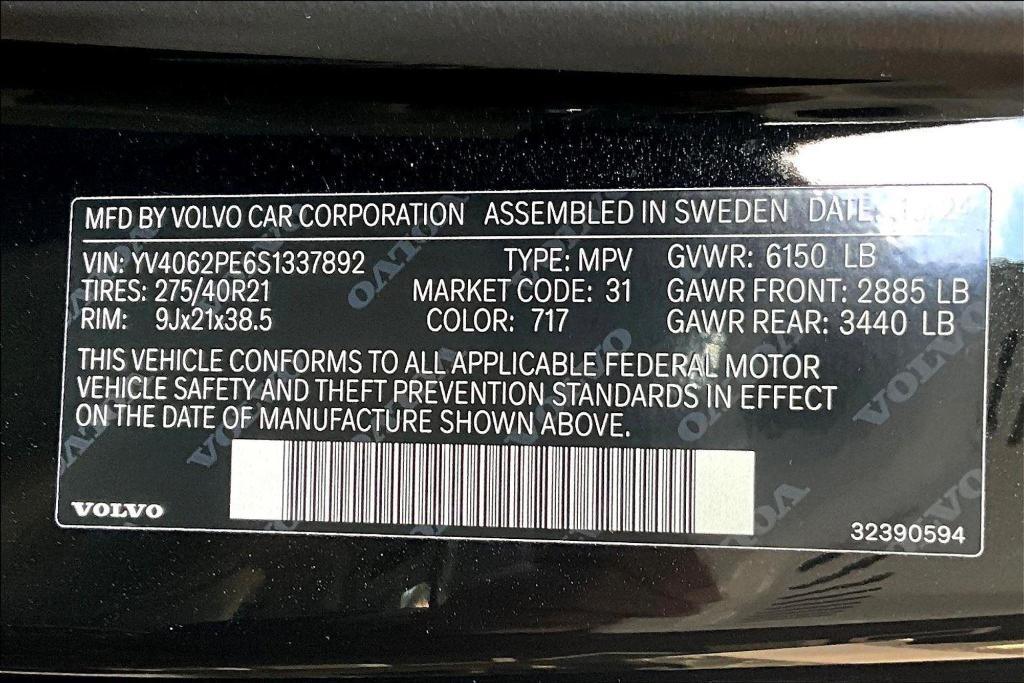 MFD BY VOLVO CAR CORPORATION ASSEMBLED IN SWEDEN DATE:
VIN: YV4062PE6S1337892 TYPE: MPV GVWR: 6150 LB
TIRES: 275/40R21 MARKET CODE: 31 GAWR FRONT: 2885 LB
RIM: 9Jx21x38.5 COLOR: 717 GAWR REAR: 3440 LB
THIS VEHICLE CONFORMS TO ALL APPLICABLE FEDERAL MOTOR
VEHICLE SAFETY AND THEFT PREVENTION STANDARDS IN EFFECT
ON THE DATE OF MANUFACTURE SHOWN ABOVE.
VOLVO
32390594